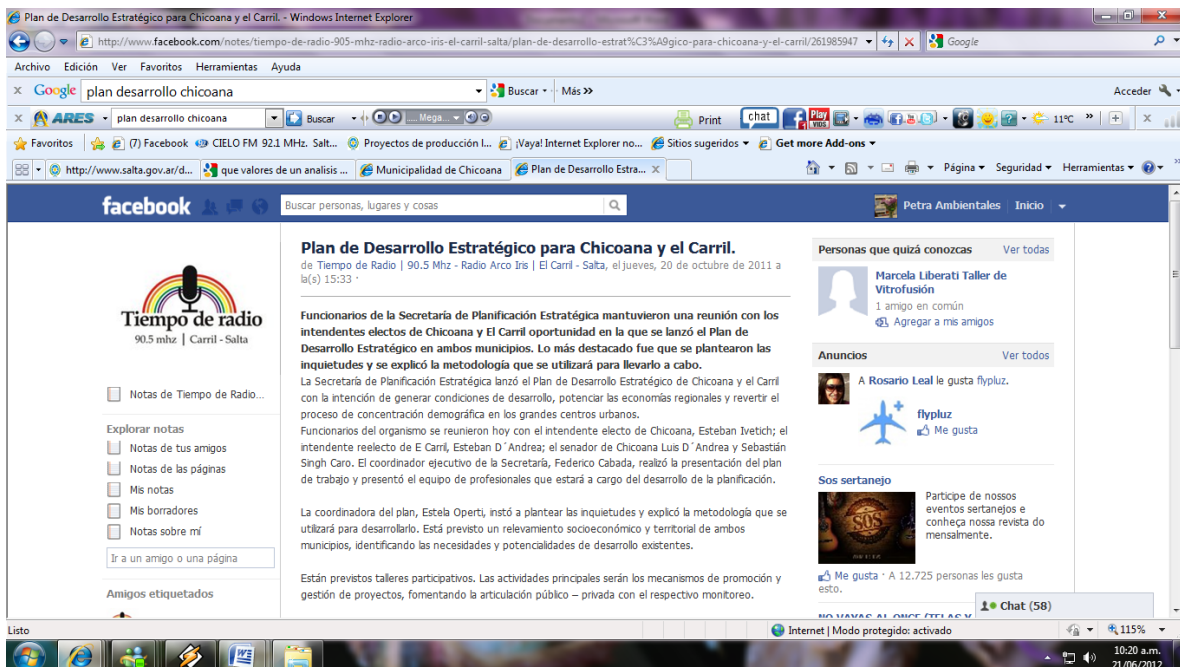 Plan de Desarrollo Estratégico para Chicoana y el Carril. - Windows Internet Explorer
http://www.facebook.com/notes/tiempo-de-radio-905-mhz-radio-arco-iris-el-carril-salta/plan-de-desarrollo-estrat%C3%A9gico-para-chicoana-y-el-carril/261985947
Google
Archivo Edición Ver Favoritos Herramientas Ayuda
x Google plan desarrollo chicoana Buscar Más >> Acceder
x ARES plan desarrollo chicoana Buscar .... Mega... Print chat Play VIDS 11°C
Favoritos (7) Facebook CIELO FM 92.1 MHz. Salt... Proyectos de producción l... ¡Vaya! Internet Explorer no... Sitios sugeridos Get more Add-ons
http://www.salta.gov.ar/d... que valores de un analisis ... Municipalidad de Chicoana Plan de Desarrollo Estra... Página Seguridad Herramientas
facebook Buscar personas, lugares y cosas Petra Ambientales Inicio
Tiempo de radio
90.5 mhz | Carril - Salta
Notas de Tiempo de Radio...
Explorar notas
Notas de tus amigos
Notas de las páginas
Mis notas
Mis borradores
Notas sobre mí
Ir a un amigo o una página
Amigos etiquetados
Plan de Desarrollo Estratégico para Chicoana y el Carril.
de Tiempo de Radio | 90.5 Mhz - Radio Arco Iris | El Carril - Salta, el jueves, 20 de octubre de 2011 a
la(s) 15:33 ·
Funcionarios de la Secretaría de Planificación Estratégica mantuvieron una reunión con los
intendentes electos de Chicoana y El Carril oportunidad en la que se lanzó el Plan de
Desarrollo Estratégico en ambos municipios. Lo más destacado fue que se plantearon las
inquietudes y se explicó la metodología que se utilizará para llevarlo a cabo.
La Secretaría de Planificación Estratégica lanzó el Plan de Desarrollo Estratégico de Chicoana y el Carril
con la intención de generar condiciones de desarrollo, potenciar las economías regionales y revertir el
proceso de concentración demográfica en los grandes centros urbanos.
Funcionarios del organismo se reunieron hoy con el intendente electo de Chicoana, Esteban Ivetich; el
intendente reelecto de E Carril, Esteban D´Andrea; el senador de Chicoana Luis D´Andrea y Sebastián
Singh Caro. El coordinador ejecutivo de la Secretaría, Federico Cabada, realizó la presentación del plan
de trabajo y presentó el equipo de profesionales que estará a cargo del desarrollo de la planificación.
La coordinadora del plan, Estela Operti, instó a plantear las inquietudes y explicó la metodología que se
utilizará para desarrollarlo. Está previsto un relevamiento socioeconómico y territorial de ambos
municipios, identificando las necesidades y potencialidades de desarrollo existentes.
Están previstos talleres participativos. Las actividades principales serán los mecanismos de promoción y
gestión de proyectos, fomentando la articulación público – privada con el respectivo monitoreo.
Personas que quizá conozcas Ver todas
Marcela Liberati Taller de
Vitrofusión
1 amigo en común
Agregar a mis amigos
Anuncios Ver todos
A Rosario Leal le gusta flypluz.
flypluz
Me gusta
Sos sertanejo
SOS
Participe de nossos
eventos sertanejos e
conheça nossa revista do
mensalmente.
Me gusta · A 12.725 personas les gusta
esto.
NO VAYAS AL ONCE (TELAS Y
Chat (58)
Listo Internet | Modo protegido: activado 115%
10:20 a.m.
21/06/2012